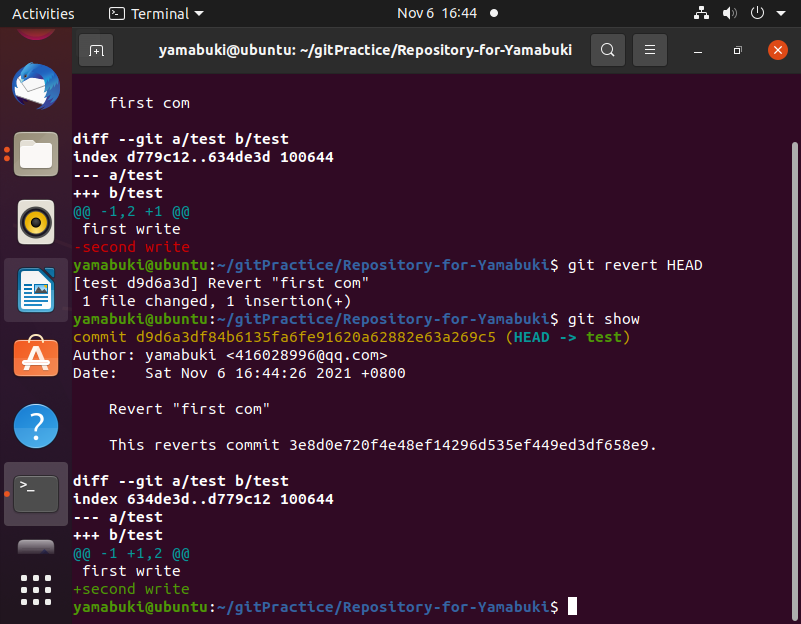 Activities Terminal Nov 6 16:44
yamabuki@ubuntu: ~/gitPractice/Repository-for-Yamabuki
first com
diff --git a/test b/test
index d779c12..634de3d 100644
--- a/test
+++ b/test
@@ -1,2 +1 @@
 first write
-second write
yamabuki@ubuntu:~/gitPractice/Repository-for-Yamabuki$ git revert HEAD
[test d9d6a3d] Revert "first com"
 1 file changed, 1 insertion(+)
yamabuki@ubuntu:~/gitPractice/Repository-for-Yamabuki$ git show
commit d9d6a3df84b6135fa6fe91620a62882e63a269c5 (HEAD -> test)
Author: yamabuki <416028996@qq.com>
Date:   Sat Nov 6 16:44:26 2021 +0800
    Revert "first com"
    This reverts commit 3e8d0e720f4e48ef14296d535ef449ed3df658e9.
diff --git a/test b/test
index 634de3d..d779c12 100644
--- a/test
+++ b/test
@@ -1 +1,2 @@
 first write
+second write
yamabuki@ubuntu:~/gitPractice/Repository-for-Yamabuki$